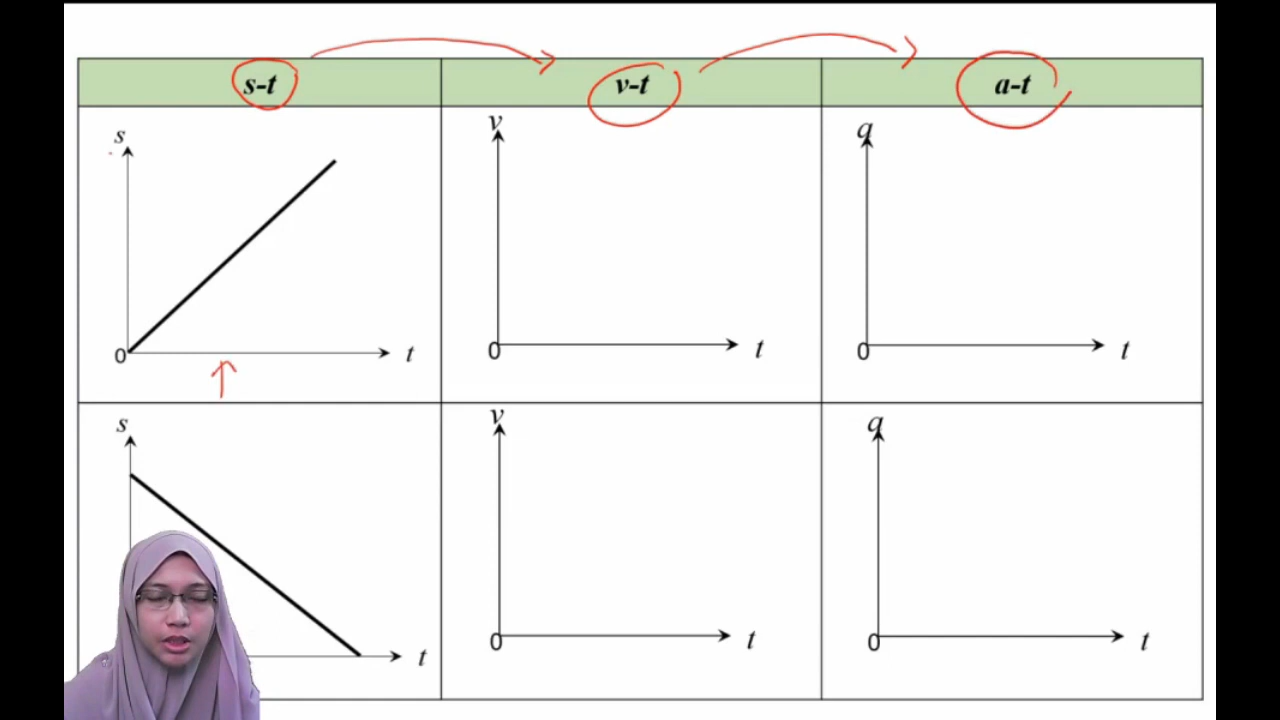 s-t v-t a-t
s v a
0 t 0 t 0 t
s v a
t 0 t 0 t